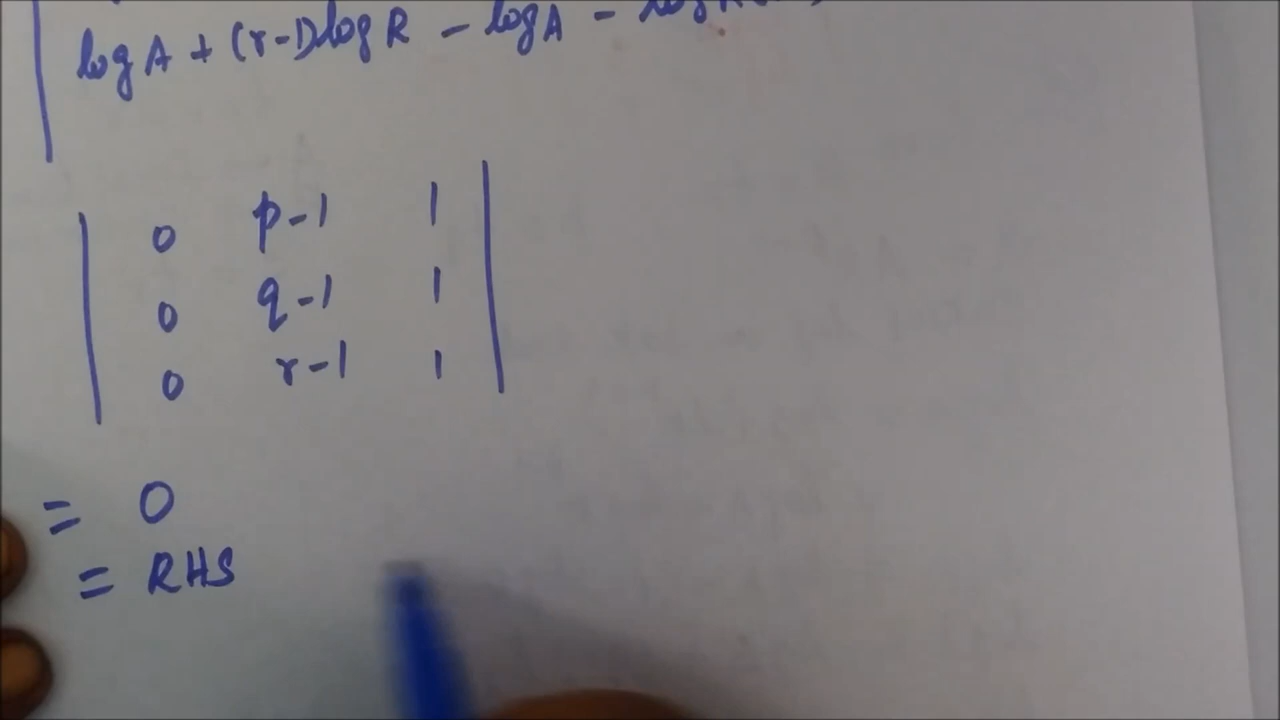 log A + (r-1) log R - log A -
0 p-1 1
0 q-1 1
0 r-1 1
= 0
= RHS